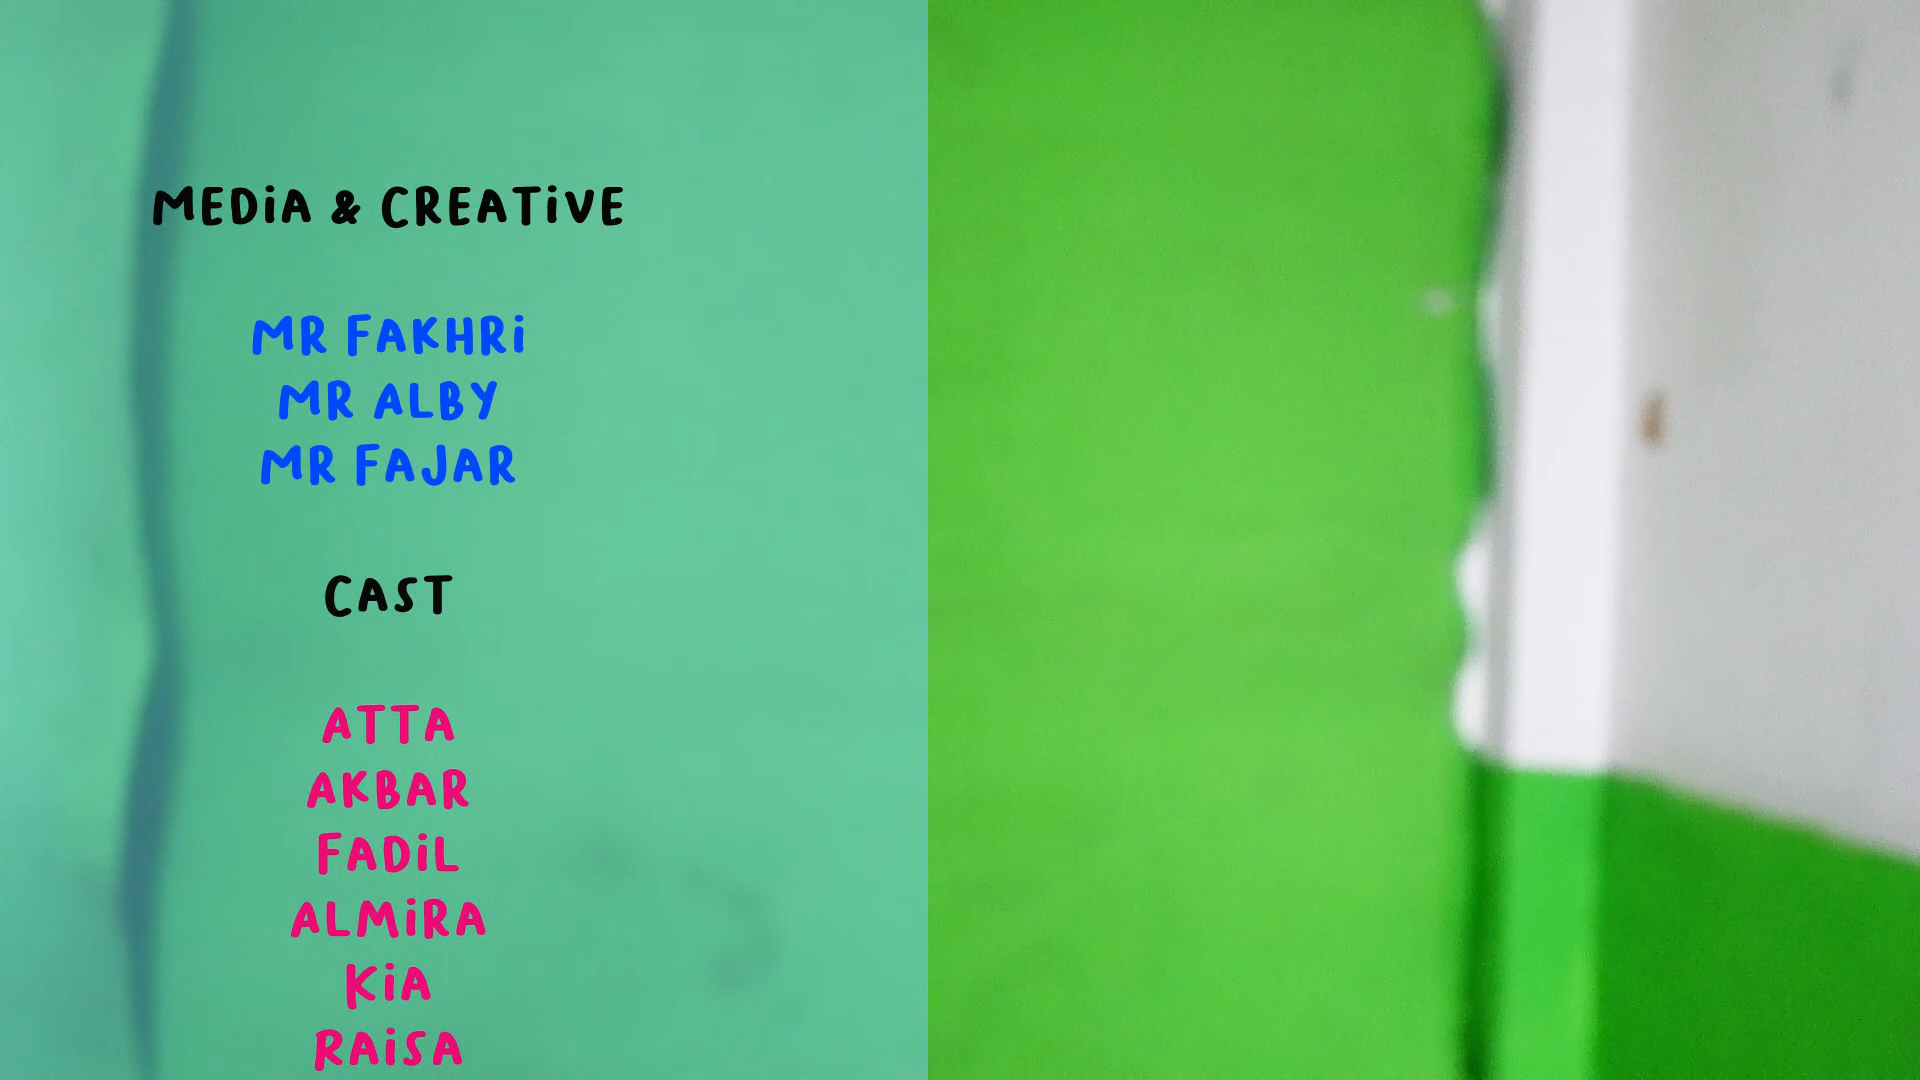 MEDiA & CREATiVE
MR FAKHRi
MR ALBY
MR FAJAR
CAST
ATTA
AKBAR
FADiL
ALMiRA
KiA
RAiSA